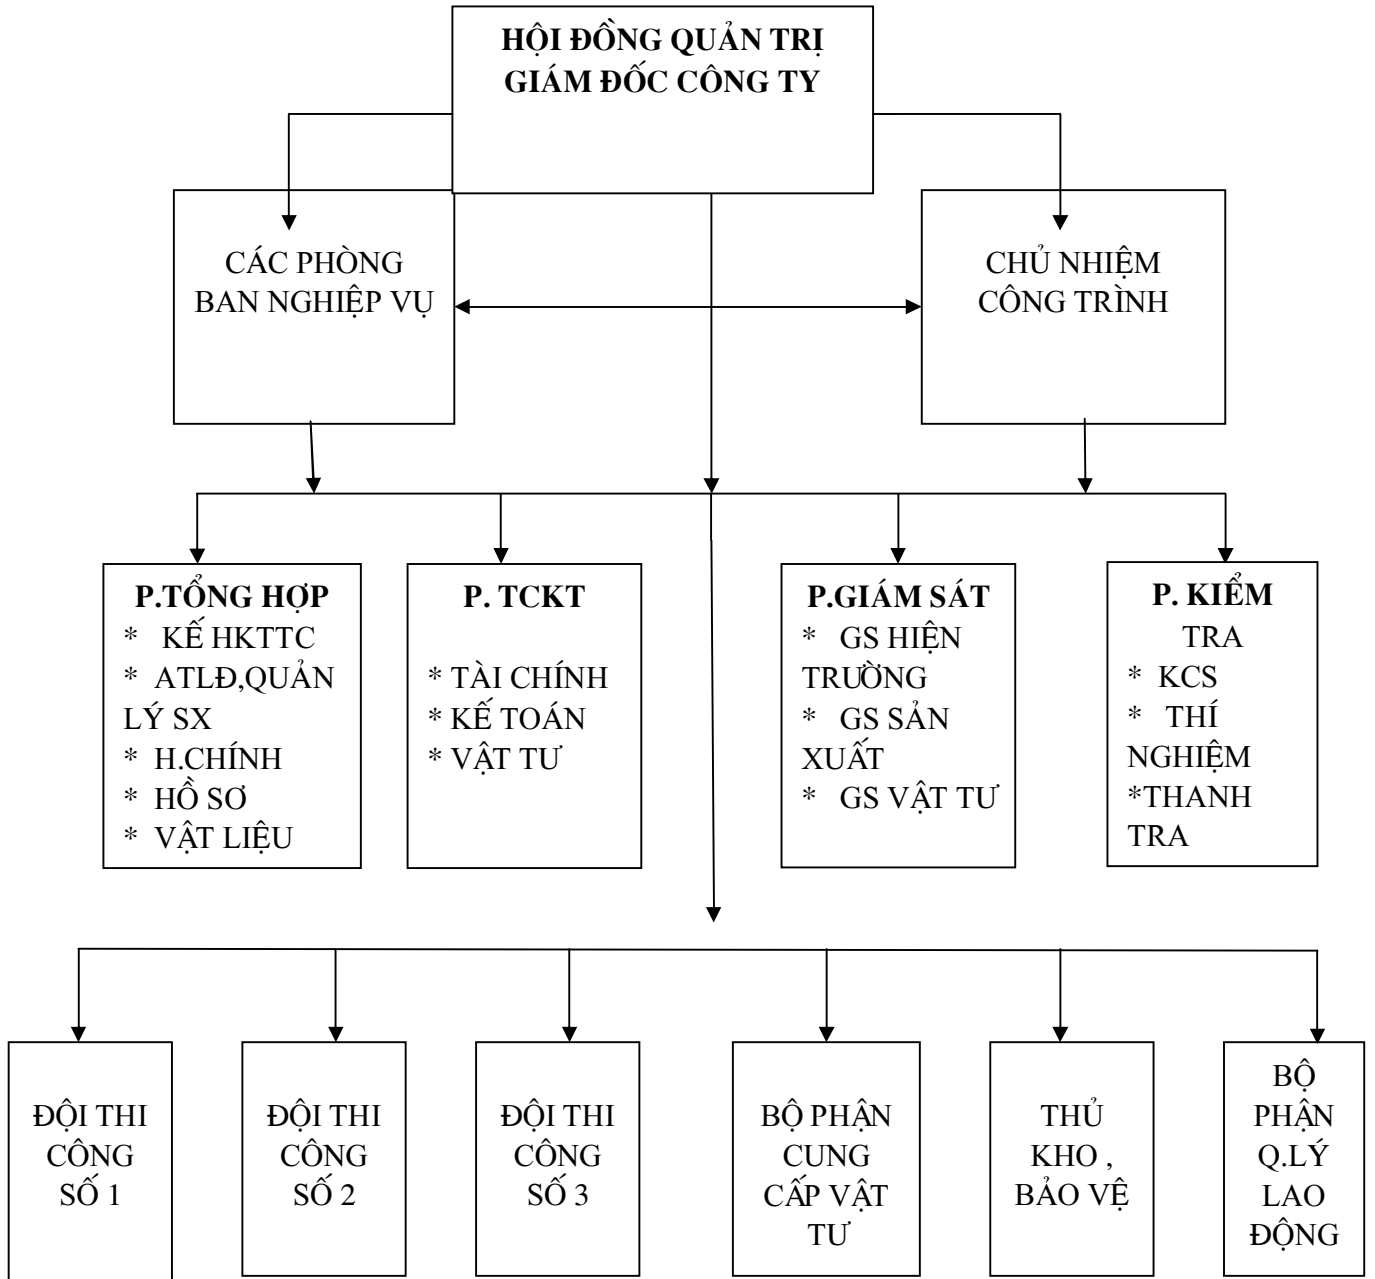 HỘI ĐỒNG QUẢN TRỊ
GIÁM ĐỐC CÔNG TY
CÁC PHÒNG
BAN NGHIỆP VỤ
CHỦ NHIỆM
CÔNG TRÌNH
P.TỔNG HỢP
* KẾ HKTTC
* ATLĐ,QUẢN
LÝ SX
* H.CHÍNH
* HỒ SƠ
* VẬT LIỆU
P. TCKT
* TÀI CHÍNH
* KẾ TOÁN
* VẬT TƯ
P.GIÁM SÁT
* GS HIỆN
TRƯỜNG
* GS SẢN
XUẤT
* GS VẬT TƯ
P. KIỂM
TRA
* KCS
* THÍ
NGHIỆM
*THANH
TRA
ĐỘI THI
CÔNG
SỐ 1
ĐỘI THI
CÔNG
SỐ 2
ĐỘI THI
CÔNG
SỐ 3
BỘ PHẬN
CUNG
CẤP VẬT
TƯ
THỦ
KHO ,
BẢO VỆ
BỘ
PHẬN
Q.LÝ
LAO
ĐỘNG